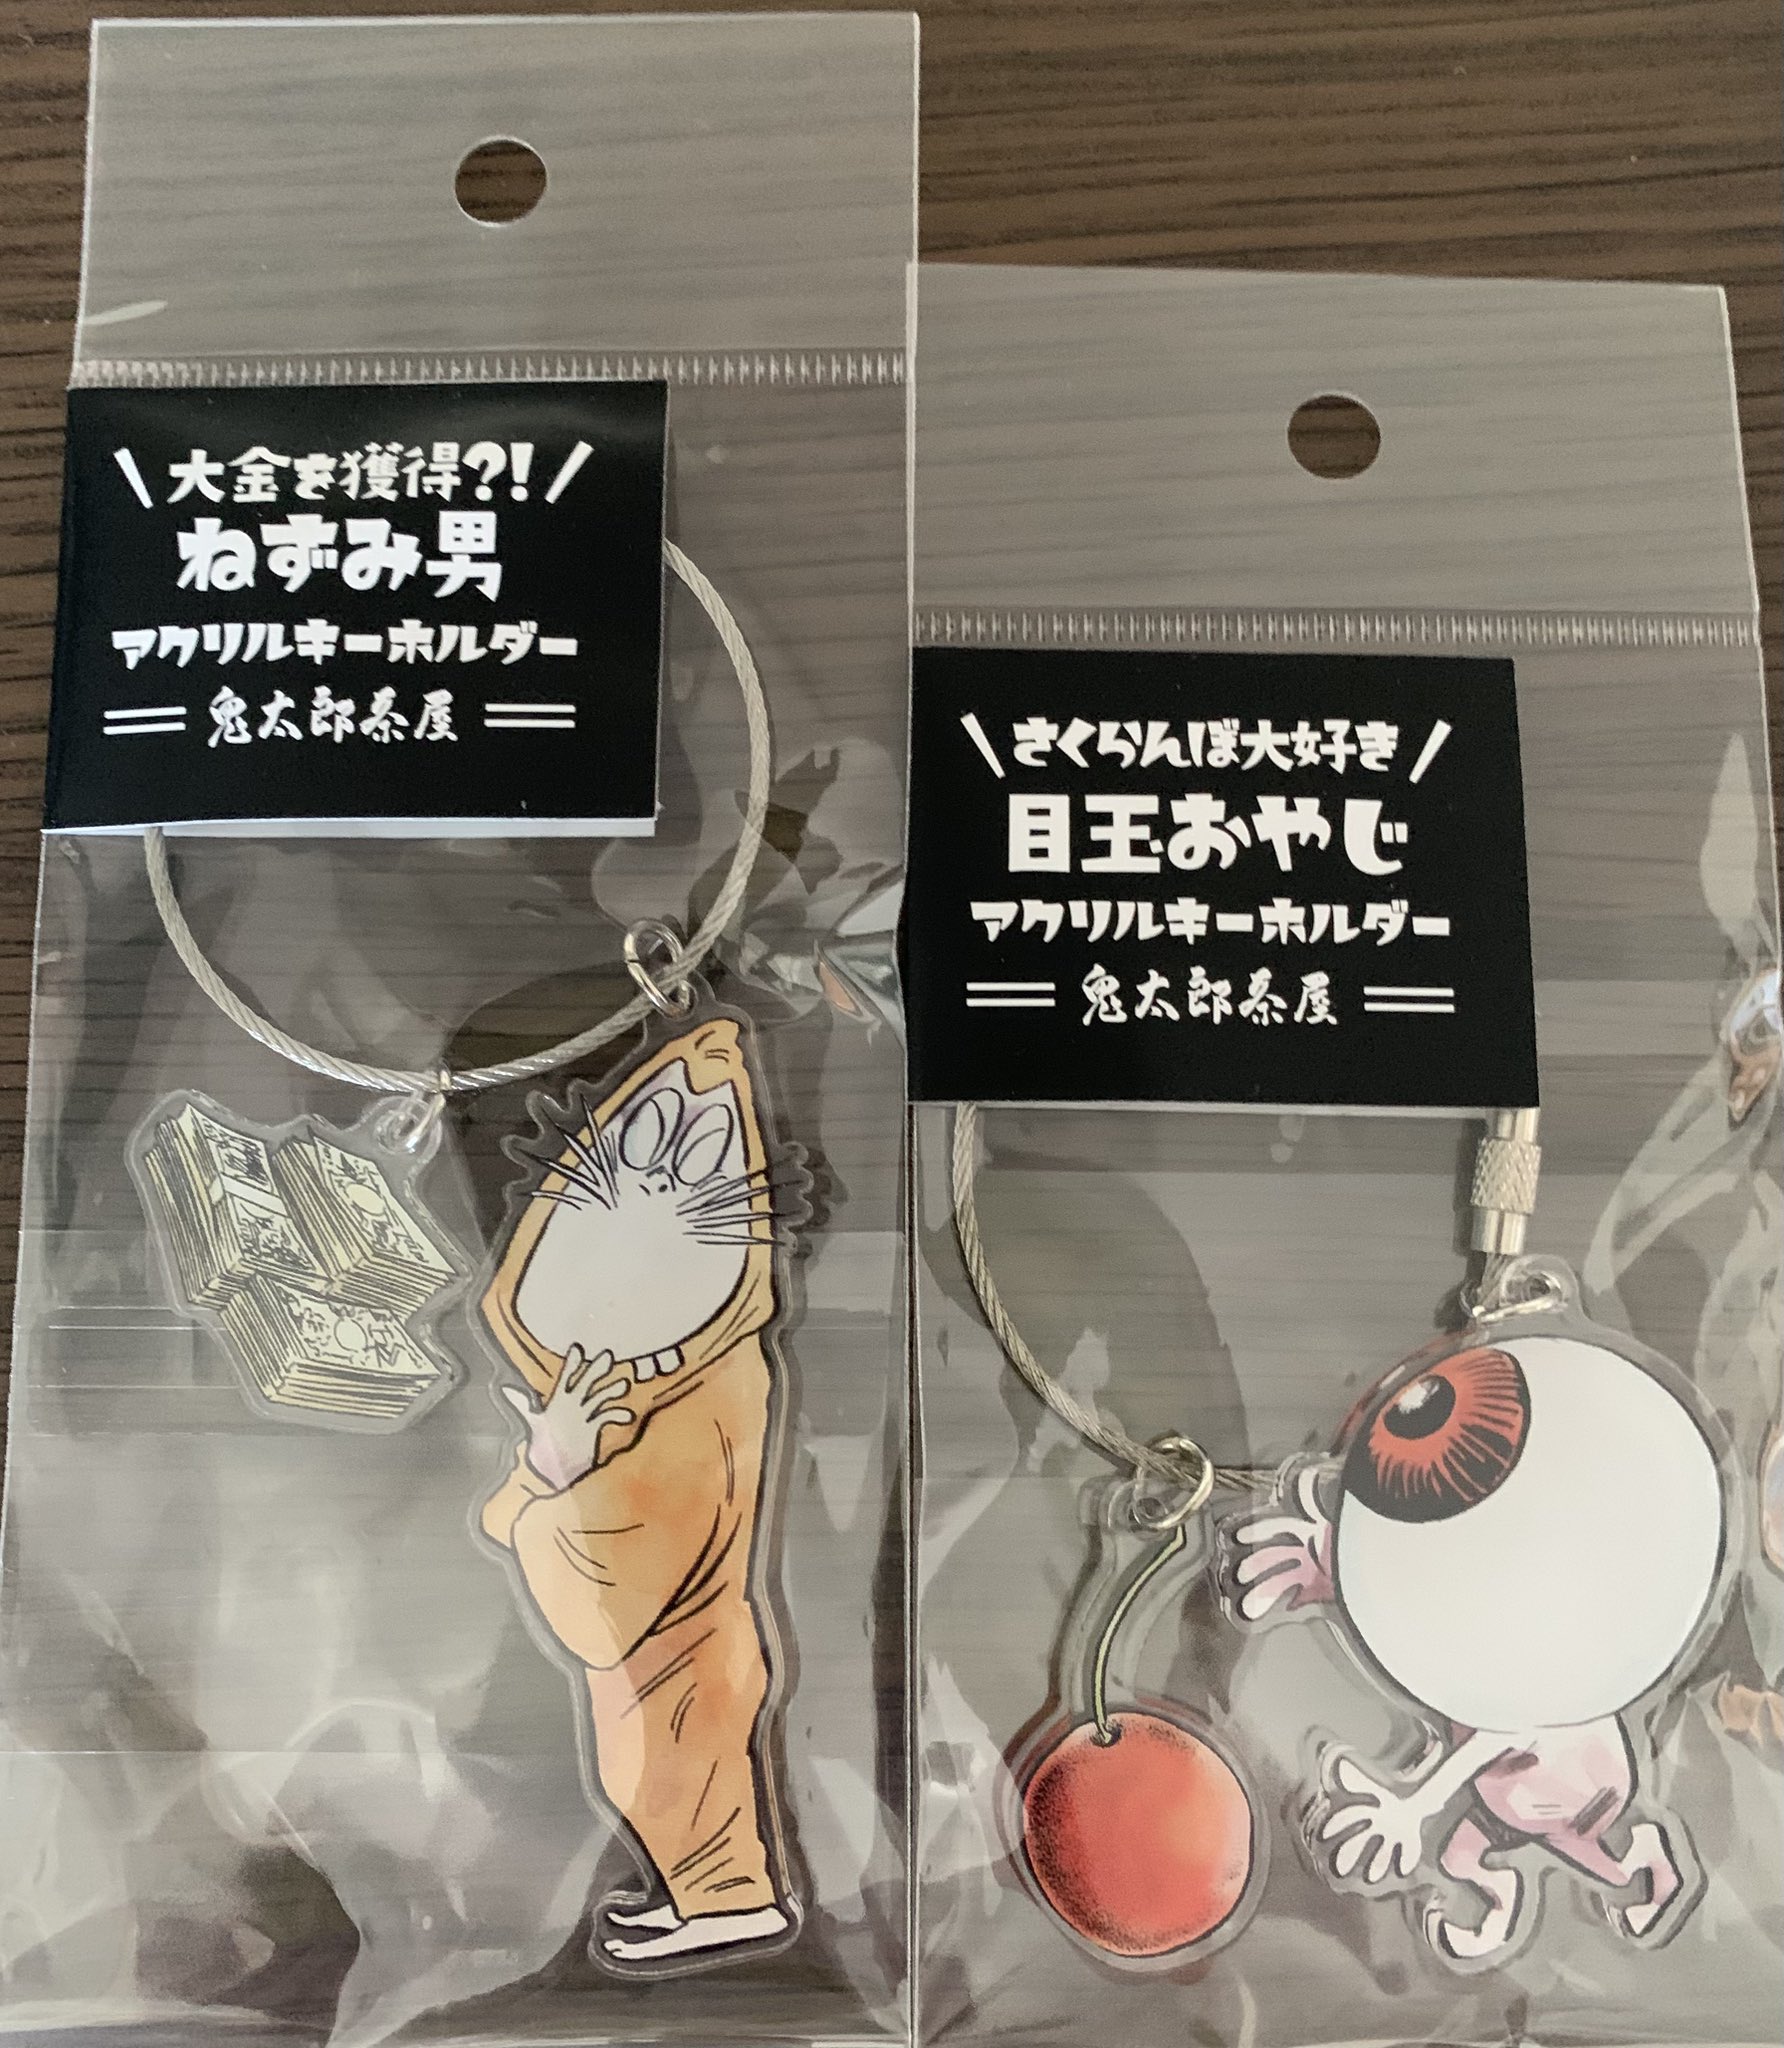 大金を獲得?!
ねずみ男
アクリルキーホルダー
鬼太郎茶屋
さくらんぼ大好き
目玉おやじ
アクリルキーホルダー
鬼太郎茶屋